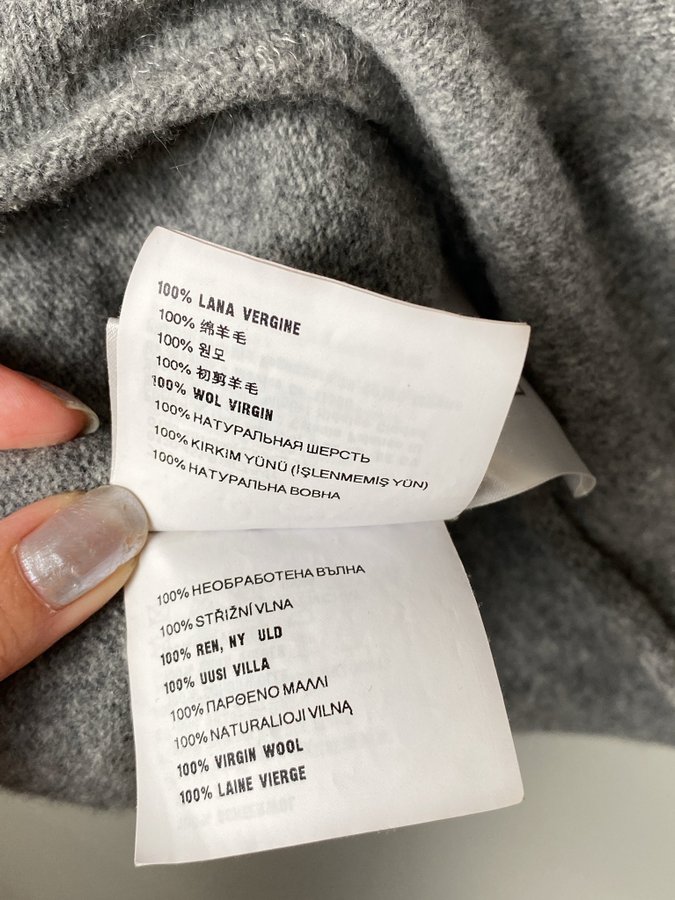 100% LANA VERGINE
100% 绵羊毛
100% 원모
100% 初剪羊毛
100% WOL VIRGIN
100% НАТУРАЛЬНАЯ ШЕРСТЬ
100% KIRKIM YÜNÜ (İŞLENMEMİŞ YÜN)
100% НАТУРАЛЬНА ВОВНА
100% НЕОБРАБОТЕНА ВЪЛНА
100% STŘIŽNÍ VLNA
100% REN, NY ULD
100% UUSI VILLA
100% ΠΑΡΘΕΝΟ ΜΑΛΛΙ
100% NATURALIOJI VILNĄ
100% VIRGIN WOOL
100% LAINE VIERGE